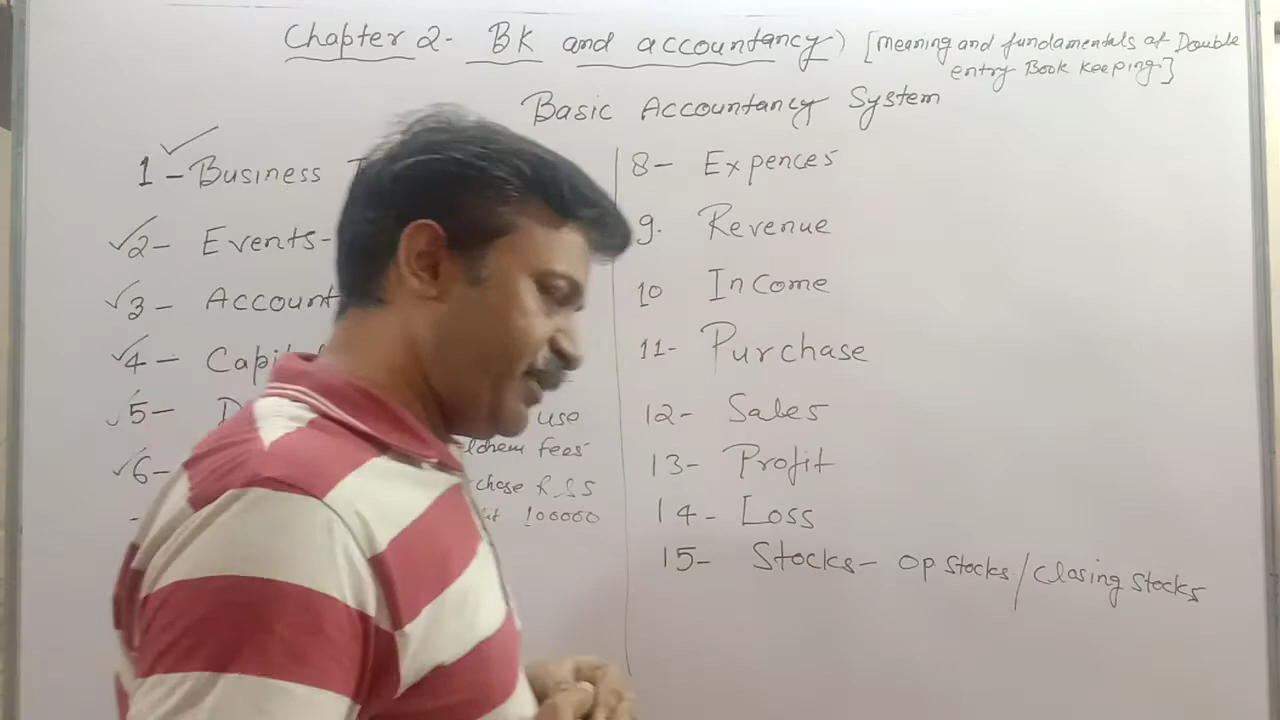 Chapter 2- BK and accountancy) [meaning and fundamentals of Double
entry Book Keeping.]
Basic Accountancy System
1- Business
2- Events-
3- Account
4- Capi
5- D use
6- fees
chase R.S.S
100000
8- Expences
9. Revenue
10 Income
11- Purchase
12- Sales
13- Profit
14- Loss
15- Stocks- Op stocks/Closing stocks